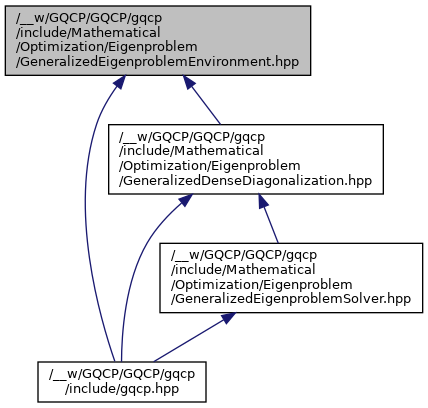 /__w/GQCP/GQCP/gqcp
/include/Mathematical
/Optimization/Eigenproblem
/GeneralizedEigenproblemEnvironment.hpp
/__w/GQCP/GQCP/gqcp
/include/Mathematical
/Optimization/Eigenproblem
/GeneralizedDenseDiagonalization.hpp
/__w/GQCP/GQCP/gqcp
/include/Mathematical
/Optimization/Eigenproblem
/GeneralizedEigenproblemSolver.hpp
/__w/GQCP/GQCP/gqcp
/include/gqcp.hpp